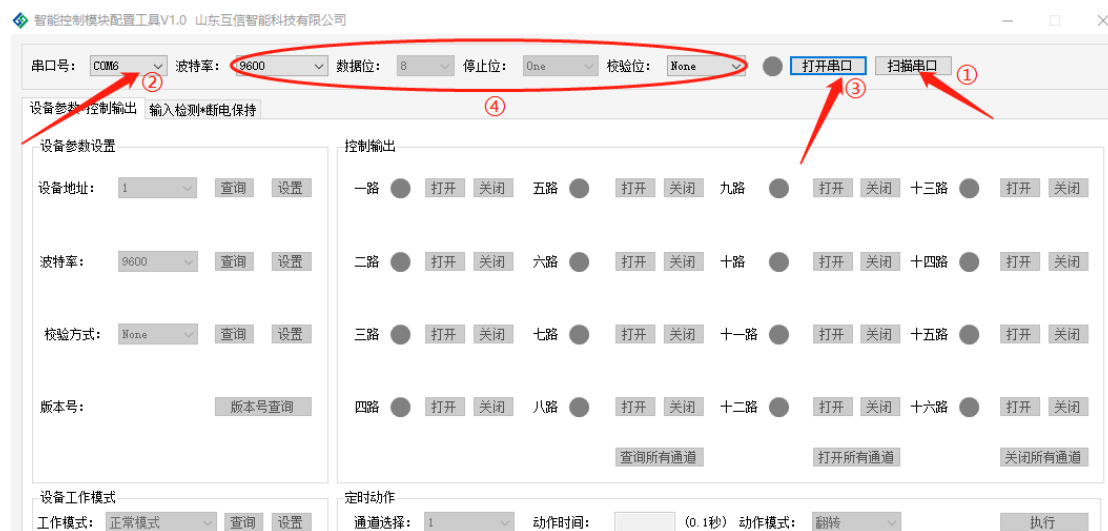 智能控制模块配置工具V1.0 山东互信智能科技有限公司
串口号： COM6 波特率： 9600 数据位： 8 停止位： One 校验位： None 打开串口 扫描串口 ①
② ③
④
设备参数*控制输出 输入检测*断电保持
设备参数设置 控制输出
设备地址： 1 查询 设置 一路 打开 关闭 五路 打开 关闭 九路 打开 关闭 十三路 打开 关闭
波特率： 9600 查询 设置 二路 打开 关闭 六路 打开 关闭 十路 打开 关闭 十四路 打开 关闭
校验方式： None 查询 设置 三路 打开 关闭 七路 打开 关闭 十一路 打开 关闭 十五路 打开 关闭
版本号： 版本号查询 四路 打开 关闭 八路 打开 关闭 十二路 打开 关闭 十六路 打开 关闭
查询所有通道 打开所有通道 关闭所有通道
设备工作模式 定时动作
工作模式： 正常模式 查询 设置 通道选择： 1 动作时间： (0.1秒) 动作模式： 翻转 执行